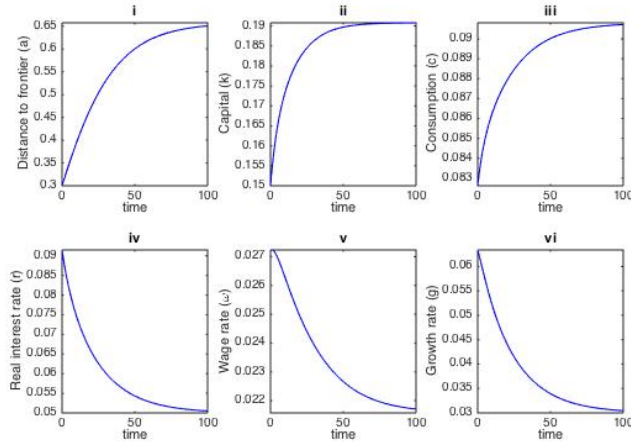 i
Distance to frontier (a)
0.65
0.6
0.55
0.5
0.45
0.4
0.35
0.3
0 50 100
time
ii
Capital (k)
0.19
0.185
0.18
0.175
0.17
0.165
0.16
0.155
0.15
0 50 100
time
iii
Consumption (c)
0.09
0.089
0.088
0.087
0.086
0.085
0.084
0.083
0 50 100
time
iv
Real interest rate (r)
0.09
0.085
0.08
0.075
0.07
0.065
0.06
0.055
0.05
0 50 100
time
v
Wage rate (ω)
0.027
0.026
0.025
0.024
0.023
0.022
0 50 100
time
vi
Growth rate (g)
0.06
0.055
0.05
0.045
0.04
0.035
0.03
0 50 100
time